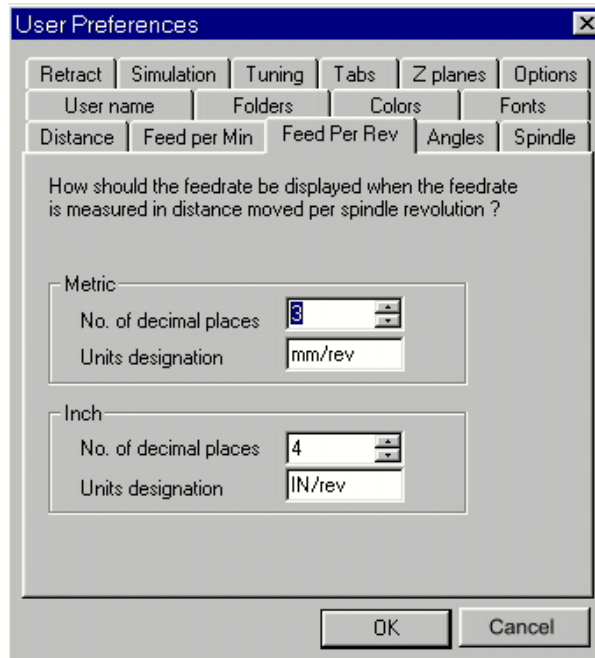 User Preferences
Retract Simulation Tuning Tabs Z planes Options
User name Folders Colors Fonts
Distance Feed per Min Feed Per Rev Angles Spindle
How should the feedrate be displayed when the feedrate
is measured in distance moved per spindle revolution ?
Metric
No. of decimal places 3
Units designation mm/rev
Inch
No. of decimal places 4
Units designation IN/rev
OK Cancel